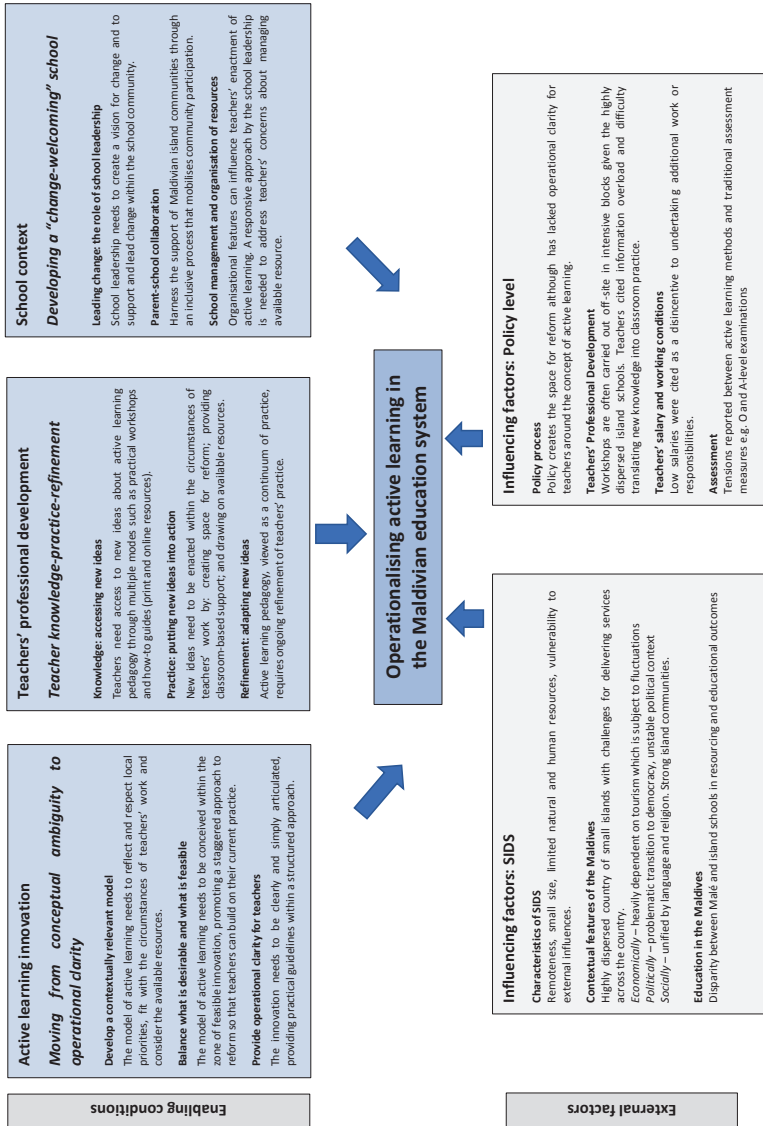 Enabling conditions
Active learning innovation
Moving from conceptual ambiguity to
operational clarity
Develop a contextually relevant model
The model of active learning needs to reflect and respect local
priorities, fit with the circumstances of teachers' work and
consider the available resources.
Balance what is desirable and what is feasible
The model of active learning needs to be conceived within the
zone of feasible innovation, promoting a staggered approach to
reform so that teachers can build on their current practice.
Provide operational clarity for teachers
The innovation needs to be clearly and simply articulated,
providing practical guidelines within a structured approach.
Teachers' professional development
Teacher knowledge-practice-refinement
Knowledge: accessing new ideas
Teachers need access to new ideas about active learning
pedagogy through multiple modes such as practical workshops
and how-to guides (print and online resources).
Practice: putting new ideas into action
New ideas need to be enacted within the circumstances of
teachers' work by: creating space for reform; providing
classroom-based support; and drawing on available resources.
Refinement: adapting new ideas
Active learning pedagogy, viewed as a continuum of practice,
requires ongoing refinement of teachers' practice.
School context
Developing a "change-welcoming" school
Leading change: the role of school leadership
School leadership needs to create a vision for change and to
support and lead change within the school community.
Parent-school collaboration
Harness the support of Maldivian island communities through
an inclusive process that mobilises community participation.
School management and organisation of resources
Organisational features can influence teachers' enactment of
active learning. A responsive approach by the school leadership
is needed to address teachers' concerns about managing
available resource.
Operationalising active learning in
the Maldivian education system
External factors
Influencing factors: SIDS
Characteristics of SIDS
Remoteness, small size, limited natural and human resources, vulnerability to
external influences.
Contextual features of the Maldives
Highly dispersed country of small islands with challenges for delivering services
across the country.
Economically – heavily dependent on tourism which is subject to fluctuations
Politically – problematic transition to democracy, unstable political context
Socially – unified by language and religion. Strong island communities.
Education in the Maldives
Disparity between Malé and island schools in resourcing and educational outcomes
Influencing factors: Policy level
Policy process
Policy creates the space for reform although has lacked operational clarity for
teachers around the concept of active learning.
Teachers' Professional Development
Workshops are often carried out off-site in intensive blocks given the highly
dispersed island schools. Teachers cited information overload and difficulty
translating new knowledge into classroom practice.
Teachers' salary and working conditions
Low salaries were cited as a disincentive to undertaking additional work or
responsibilities.
Assessment
Tensions reported between active learning methods and traditional assessment
measures e.g. O and A-level examinations